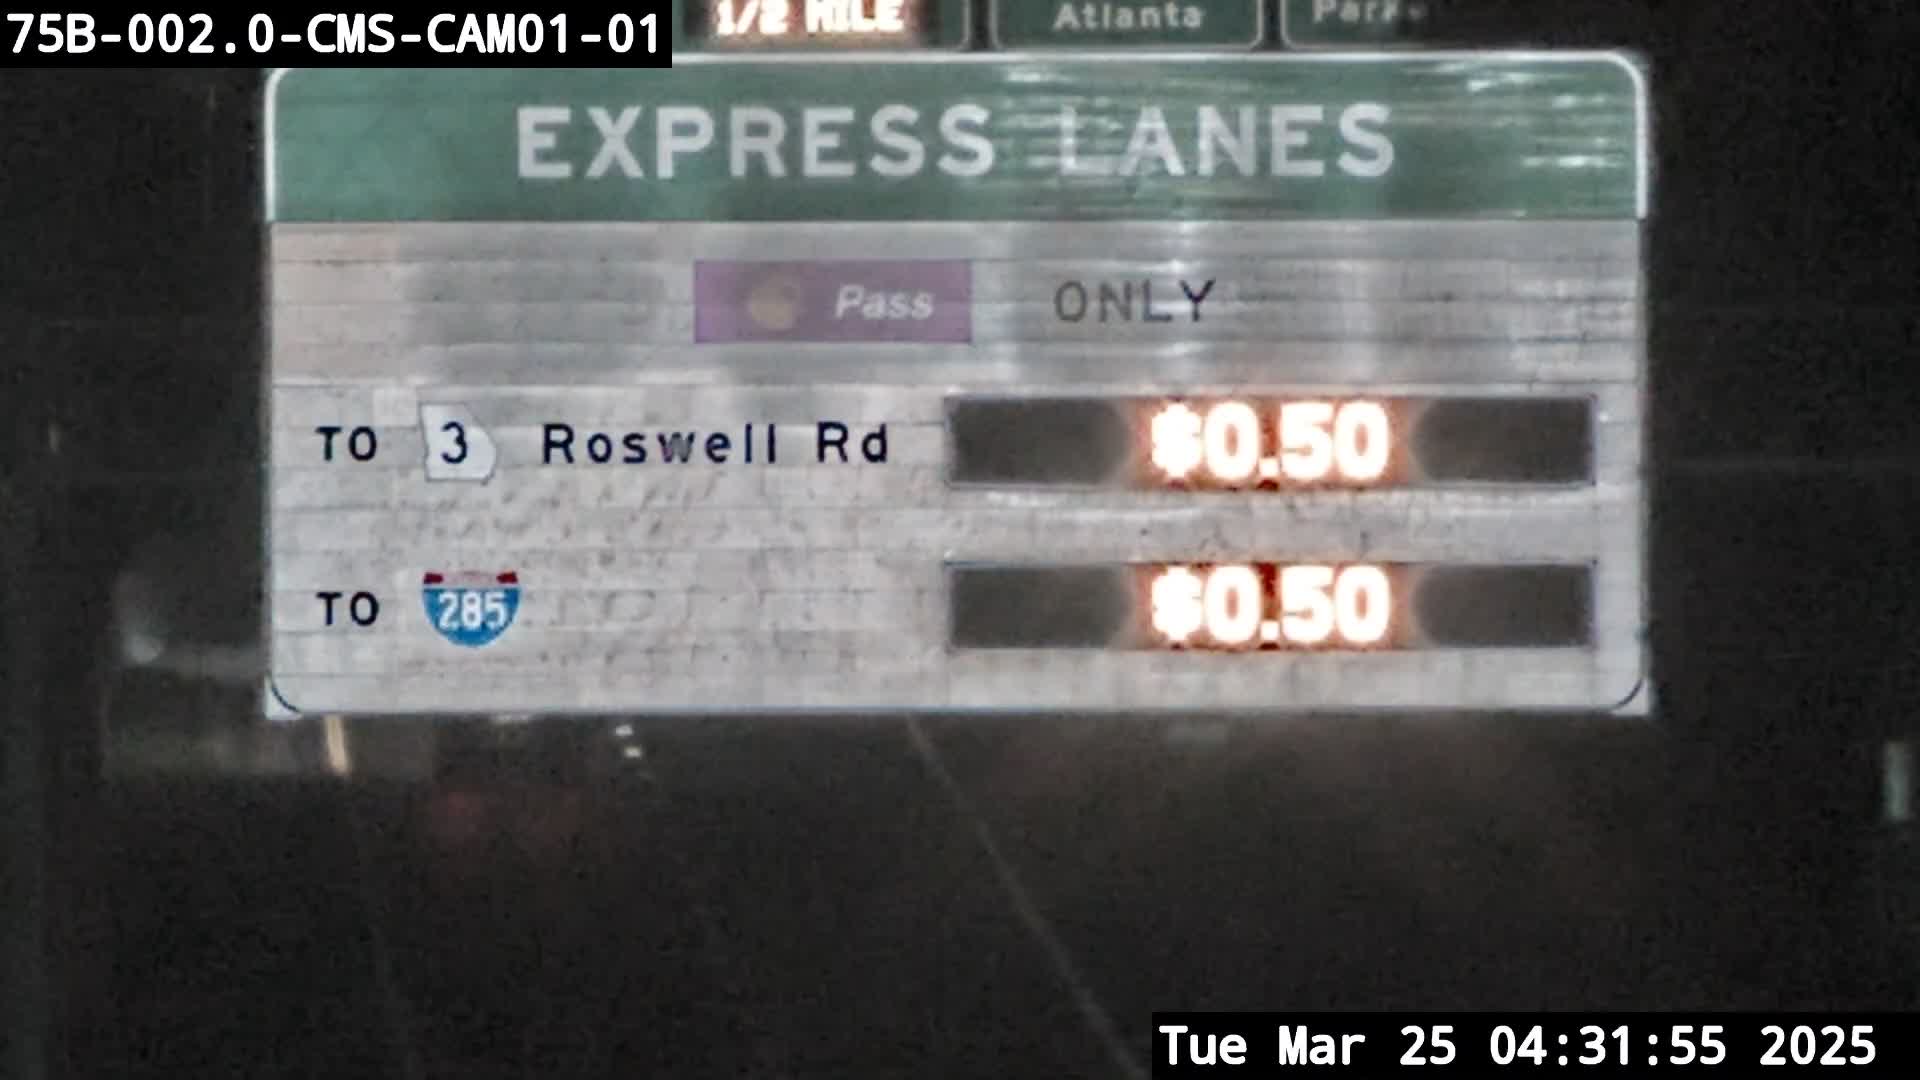 75B-002.0-CMS-CAM01-01
1/2 MILE
Atlanta
EXPRESS LANES
Pass ONLY
TO 3 Roswell Rd $0.50
TO 285 $0.50
Tue Mar 25 04:31:55 2025